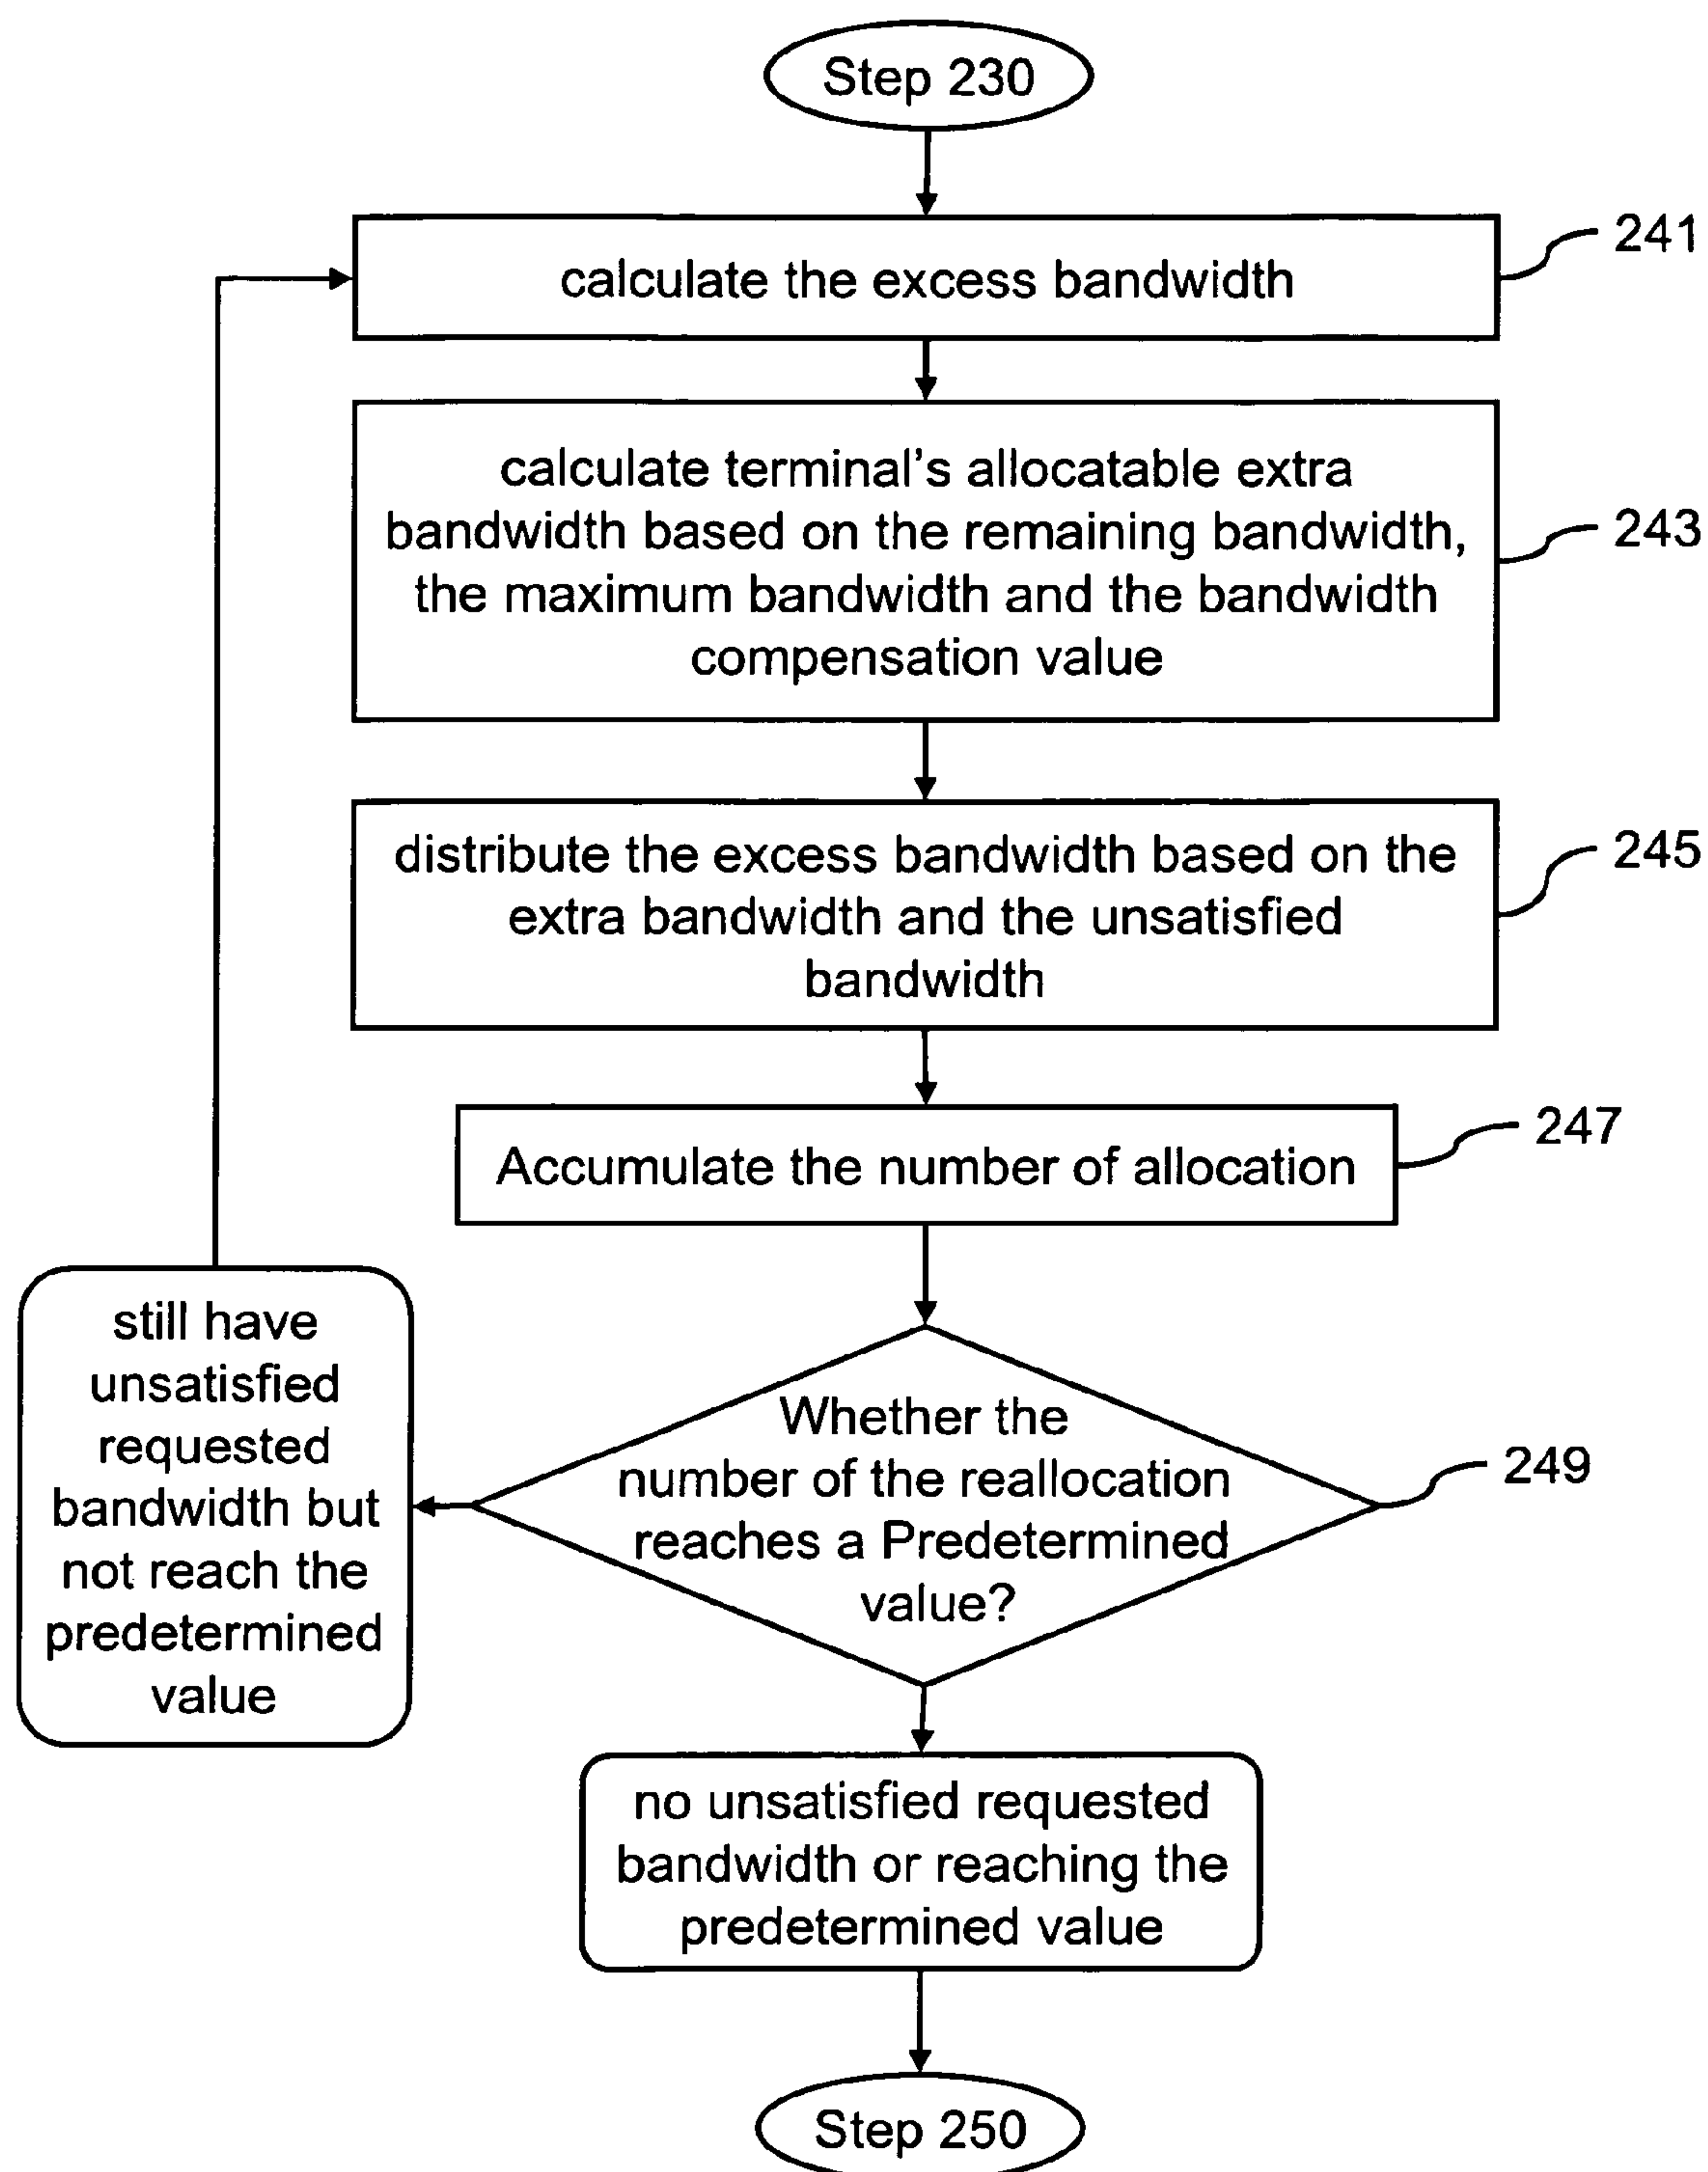 Step 230
calculate the excess bandwidth
241
calculate terminal's allocatable extra
bandwidth based on the remaining bandwidth,
the maximum bandwidth and the bandwidth
compensation value
243
distribute the excess bandwidth based on the
extra bandwidth and the unsatisfied
bandwidth
245
Accumulate the number of allocation
247
Whether the
number of the reallocation
reaches a Predetermined
value?
249
still have
unsatisfied
requested
bandwidth but
not reach the
predetermined
value
no unsatisfied requested
bandwidth or reaching the
predetermined value
Step 250